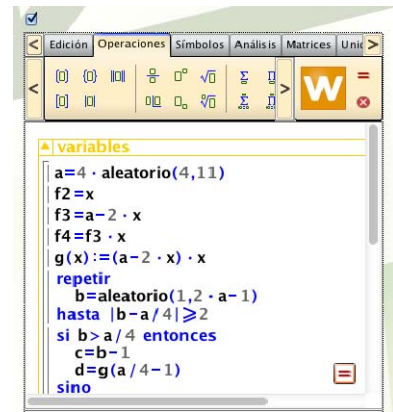 Edición Operaciones Símbolos Análisis Matrices Unic
W
variables
a=4 · aleatorio(4,11)
f2=x
f3=a-2 · x
f4=f3 · x
g(x):=(a-2 · x) · x
repetir
b=aleatorio(1,2 · a-1)
hasta |b-a/4|⩾2
si b>a/4 entonces
c=b-1
d=g(a/4-1)
sino